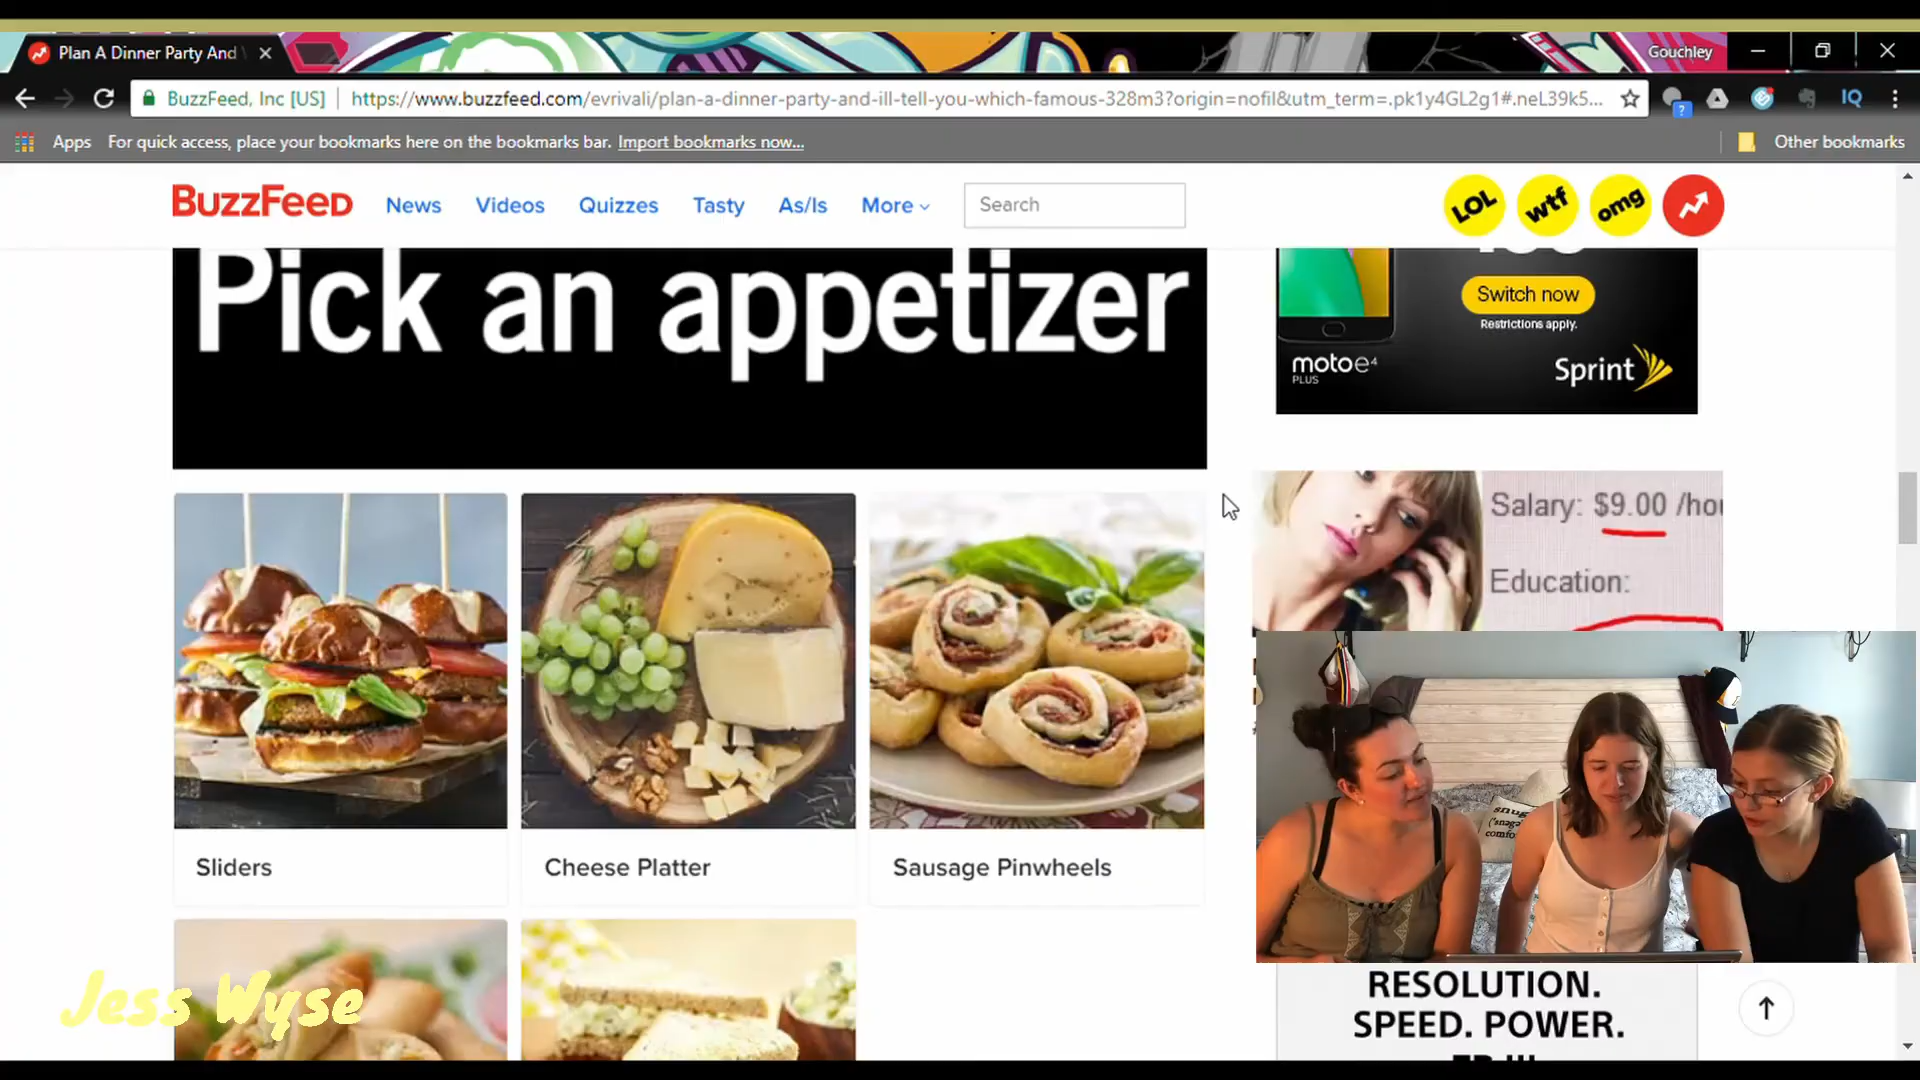 Plan A Dinner Party And
Gouchley
BuzzFeed, Inc [US]
https://www.buzzfeed.com/evrivali/plan-a-dinner-party-and-ill-tell-you-which-famous-328m3?origin=nofil&utm_term=.pk1y4GL2g1#.neL39k5...
?
IQ
Apps
For quick access, place your bookmarks here on the bookmarks bar. Import bookmarks now...
Other bookmarks
BuzzFeed
News
Videos
Quizzes
Tasty
As/Is
More
Search
LOL
wtf
omg
Pick an appetizer
Switch now
Restrictions apply.
moto e4
PLUS
Sprint
Salary: $9.00 /hou
Education:
Sliders
Cheese Platter
Sausage Pinwheels
Jess Wyse
RESOLUTION.
SPEED. POWER.